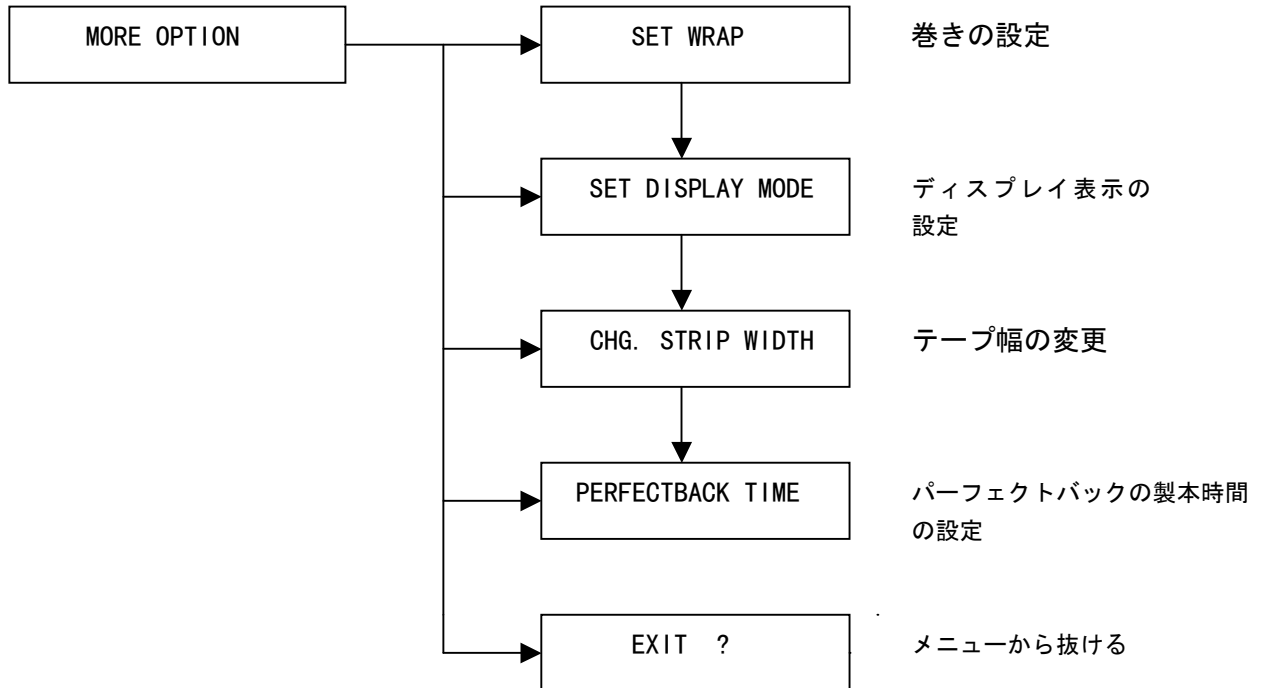 MORE OPTION
SET WRAP
巻きの設定
SET DISPLAY MODE
ディスプレイ表示の
設定
CHG. STRIP WIDTH
テープ幅の変更
PERFECTBACK TIME
パーフェクトバックの製本時間
の設定
EXIT ?
メニューから抜ける